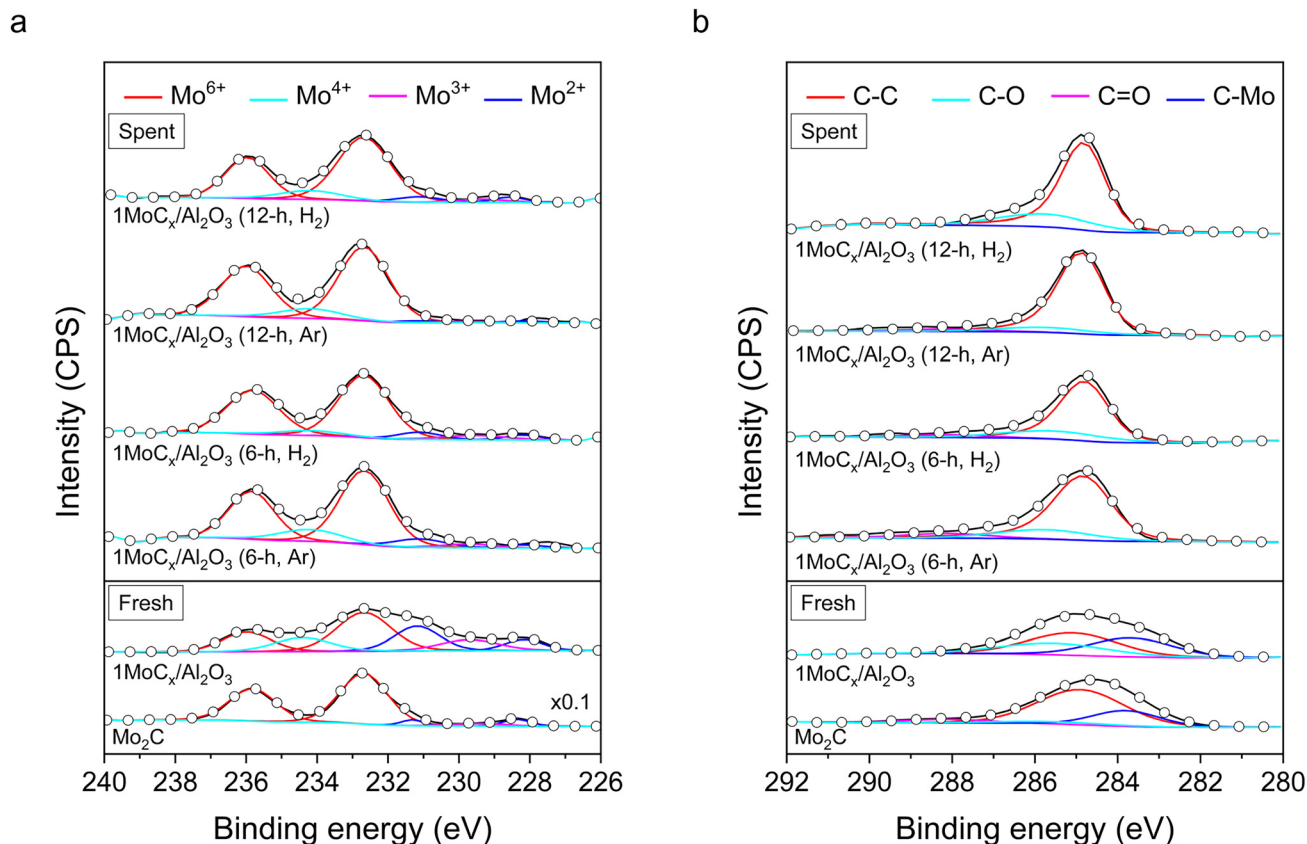 a
Intensity (CPS)
Mo⁶⁺ Mo⁴⁺ Mo³⁺ Mo²⁺
Spent
1MoCₓ/Al₂O₃ (12-h, H₂)
1MoCₓ/Al₂O₃ (12-h, Ar)
1MoCₓ/Al₂O₃ (6-h, H₂)
1MoCₓ/Al₂O₃ (6-h, Ar)
Fresh
1MoCₓ/Al₂O₃
x0.1
Mo₂C
240 238 236 234 232 230 228 226
Binding energy (eV)
b
Intensity (CPS)
C-C C-O C=O C-Mo
Spent
1MoCₓ/Al₂O₃ (12-h, H₂)
1MoCₓ/Al₂O₃ (12-h, Ar)
1MoCₓ/Al₂O₃ (6-h, H₂)
1MoCₓ/Al₂O₃ (6-h, Ar)
Fresh
1MoCₓ/Al₂O₃
Mo₂C
292 290 288 286 284 282 280
Binding energy (eV)